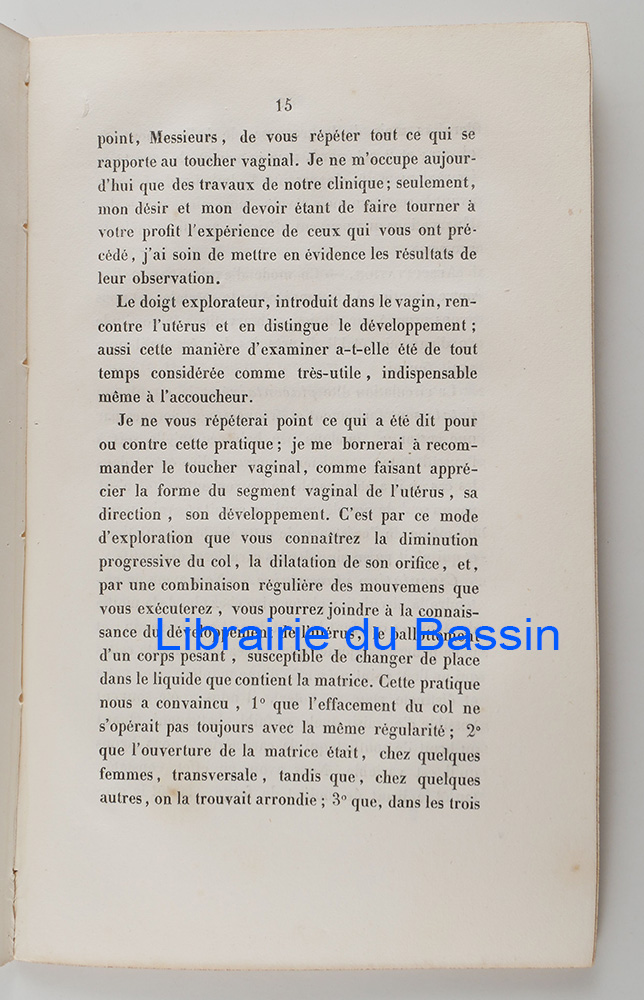 15
point, Messieurs, de vous répéter tout ce qui se
rapporte au toucher vaginal. Je ne m'occupe aujour-
d'hui que des travaux de notre clinique; seulement,
mon désir et mon devoir étant de faire tourner à
votre profit l'expérience de ceux qui vous ont pré-
cédé, j'ai soin de mettre en évidence les résultats de
leur observation.
Le doigt explorateur, introduit dans le vagin, ren-
contre l'utérus et en distingue le développement;
aussi cette manière d'examiner a-t-elle été de tout
temps considérée comme très-utile, indispensable
même à l'accoucheur.
Je ne vous répéterai point ce qui a été dit pour
ou contre cette pratique; je me bornerai à recom-
mander le toucher vaginal, comme faisant appré-
cier la forme du segment vaginal de l'utérus, sa
direction, son développement. C'est par ce mode
d'exploration que vous connaîtrez la diminution
progressive du col, la dilatation de son orifice, et,
par une combinaison régulière des mouvemens que
vous exécuterez, vous pourrez joindre à la connais-
sance du développement de l'utérus, le ballottement
Librairie du Bassin
d'un corps pesant, susceptible de changer de place
dans le liquide que contient la matrice. Cette pratique
nous a convaincu, 1° que l'effacement du col ne
s'opérait pas toujours avec la même régularité; 2°
que l'ouverture de la matrice était, chez quelques
femmes, transversale, tandis que, chez quelques
autres, on la trouvait arrondie; 3° que, dans les trois